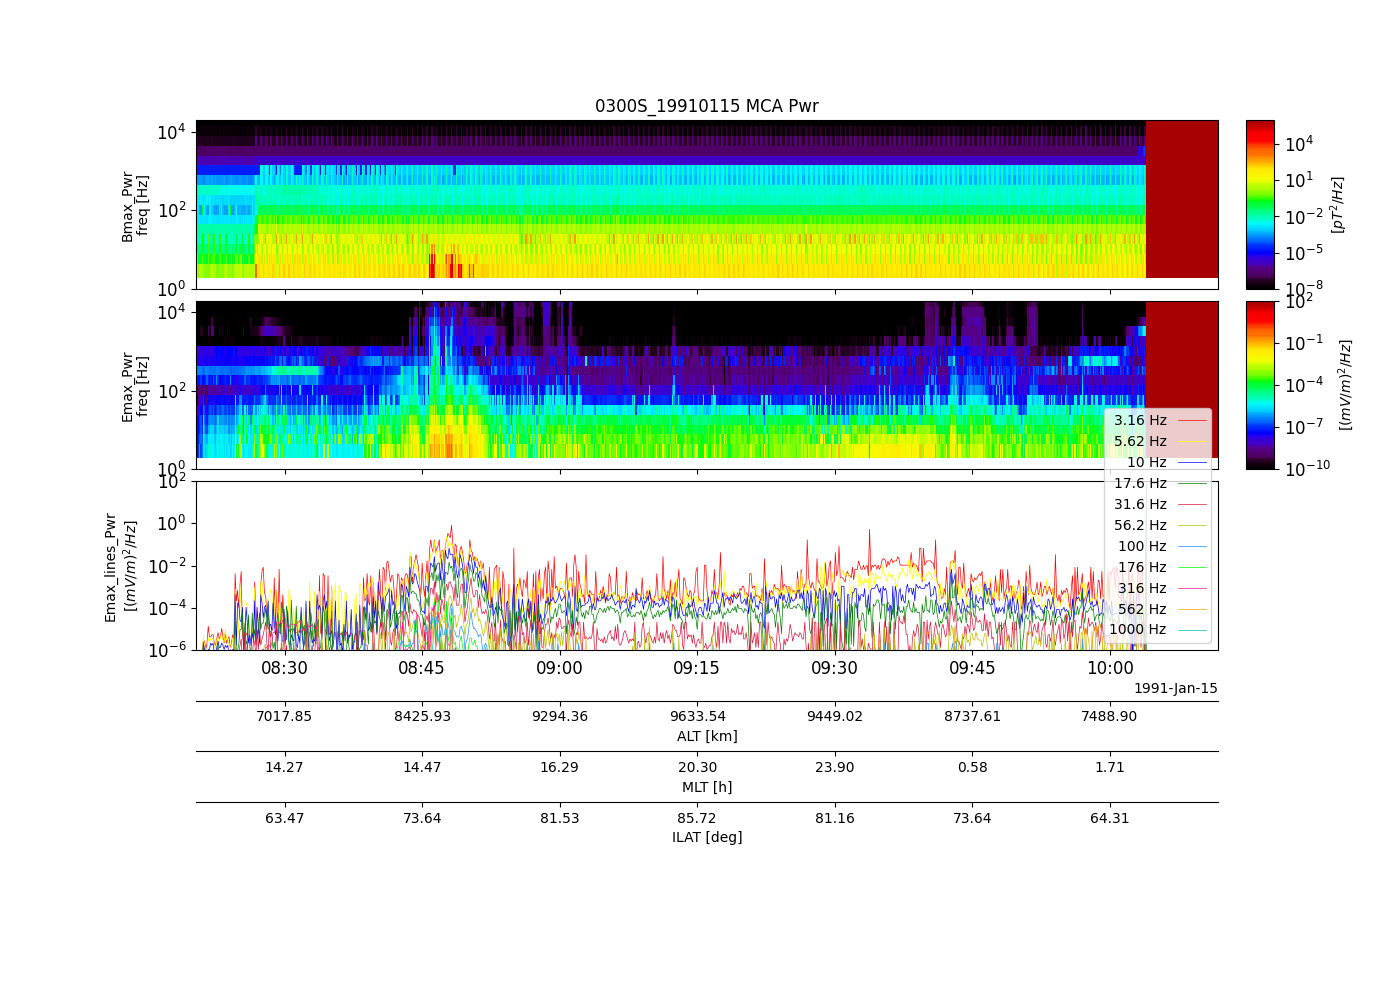 0300S_19910115 MCA Pwr
Bmax_Pwr
freq [Hz]
10^4
10^2
10^0
10^4
10^1
10^-2
10^-5
10^-8
[pT^2/Hz]
Emax_Pwr
freq [Hz]
10^4
10^2
10^0
10^2
10^-1
10^-4
10^-7
10^-10
[(mV/m)^2/Hz]
Emax_lines_Pwr
[(mV/m)^2/Hz]
10^2
10^0
10^-2
10^-4
10^-6
3.16 Hz
5.62 Hz
10 Hz
17.6 Hz
31.6 Hz
56.2 Hz
100 Hz
176 Hz
316 Hz
562 Hz
1000 Hz
08:30 08:45 09:00 09:15 09:30 09:45 10:00
1991-Jan-15
7017.85 8425.93 9294.36 9633.54 9449.02 8737.61 7488.90
ALT [km]
14.27 14.47 16.29 20.30 23.90 0.58 1.71
MLT [h]
63.47 73.64 81.53 85.72 81.16 73.64 64.31
ILAT [deg]